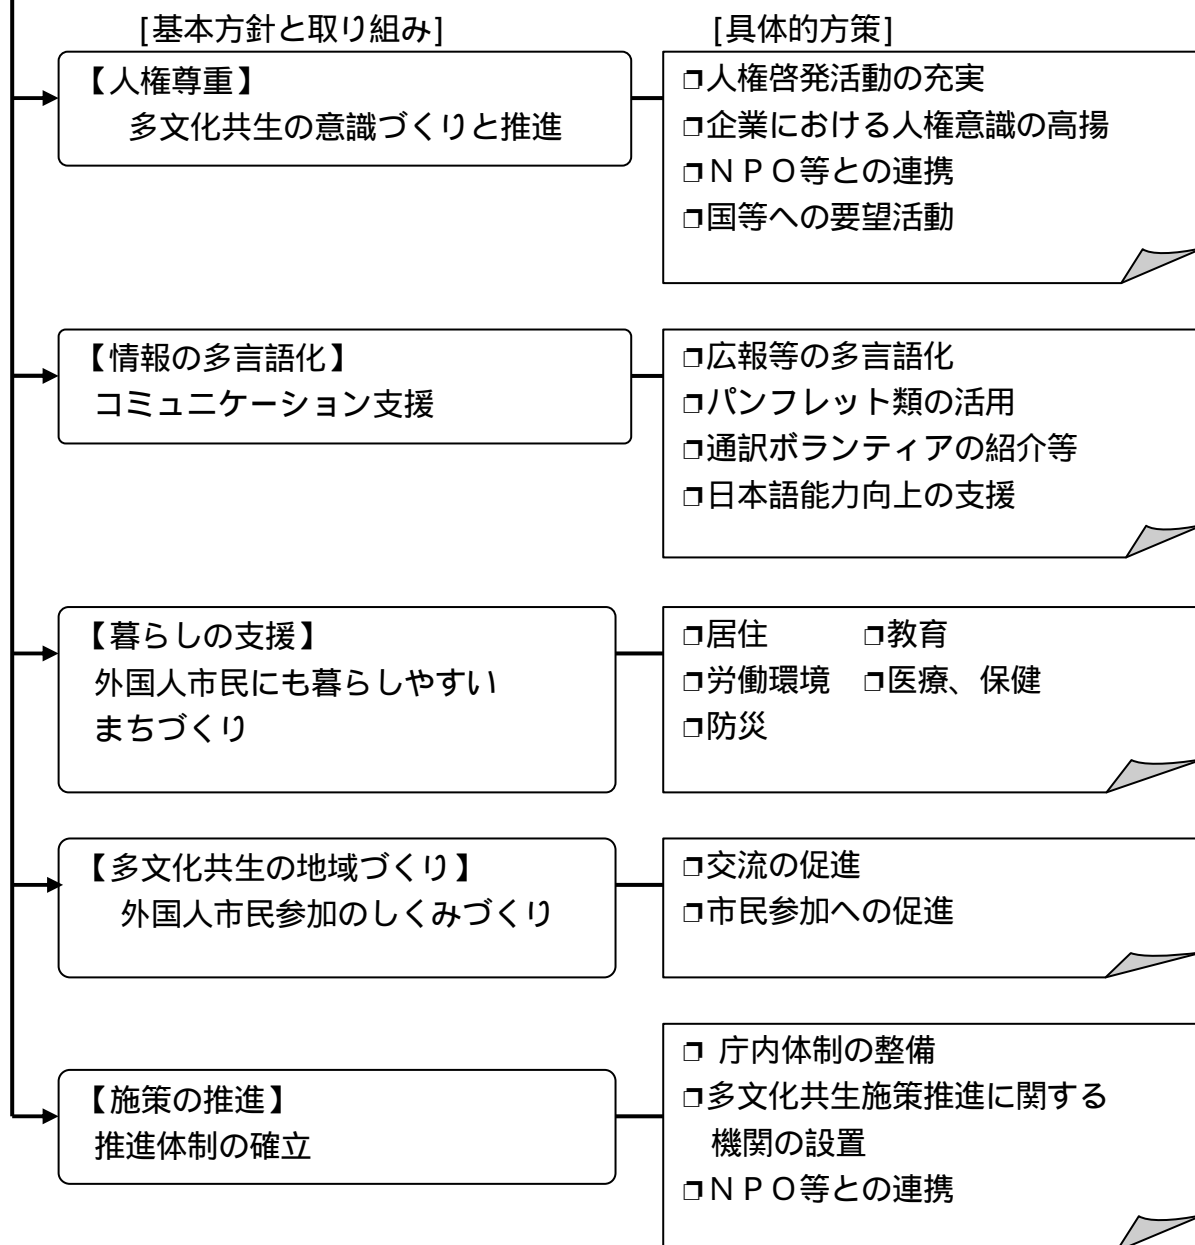 [基本方針と取り組み]
[具体的方策]
【人権尊重】
多文化共生の意識づくりと推進
❐人権啓発活動の充実
❐企業における人権意識の高揚
❐ＮＰＯ等との連携
❐国等への要望活動
【情報の多言語化】
コミュニケーション支援
❐広報等の多言語化
❐パンフレット類の活用
❐通訳ボランティアの紹介等
❐日本語能力向上の支援
【暮らしの支援】
外国人市民にも暮らしやすい
まちづくり
❐居住 ❐教育
❐労働環境 ❐医療、保健
❐防災
【多文化共生の地域づくり】
外国人市民参加のしくみづくり
❐交流の促進
❐市民参加への促進
【施策の推進】
推進体制の確立
❐ 庁内体制の整備
❐多文化共生施策推進に関する
機関の設置
❐ＮＰＯ等との連携